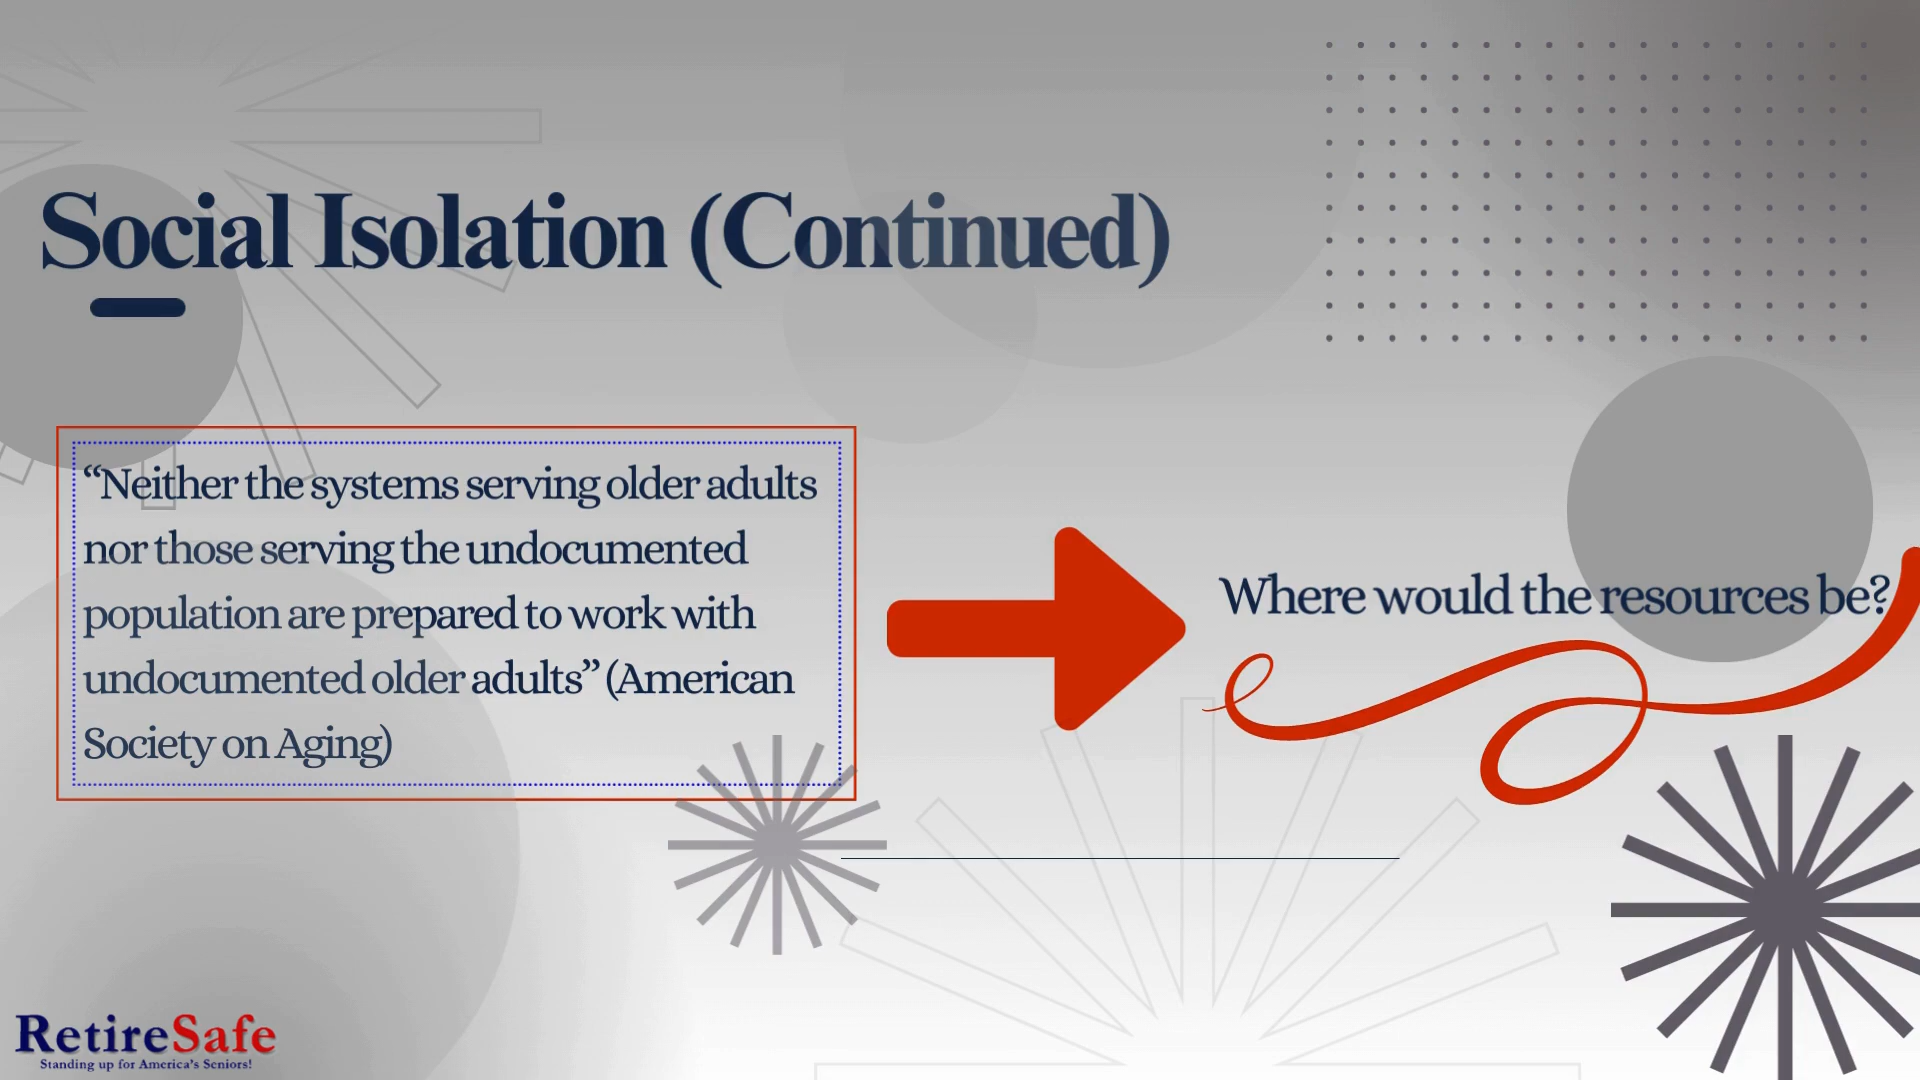 Social Isolation (Continued)
“Neither the systems serving older adults
nor those serving the undocumented
population are prepared to work with
undocumented older adults” (American
Society on Aging)
Where would the resources be?
RetireSafe
Standing up for America's Seniors!